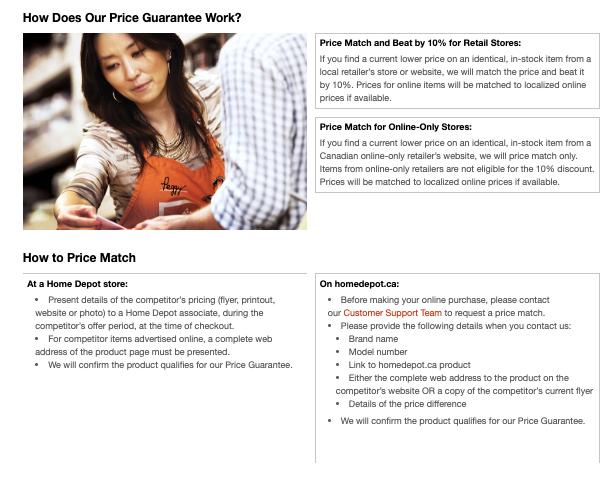 How Does Our Price Guarantee Work?
Peggy
Price Match and Beat by 10% for Retail Stores:
If you find a current lower price on an identical, in-stock item from a
local retailer's store or website, we will match the price and beat it
by 10%. Prices for online items will be matched to localized online
prices if available.
Price Match for Online-Only Stores:
If you find a current lower price on an identical, in-stock item from a
Canadian online-only retailer's website, we will price match only.
Items from online-only retailers are not eligible for the 10% discount.
Prices will be matched to localized online prices if available.
How to Price Match
At a Home Depot store:
• Present details of the competitor's pricing (flyer, printout,
website or photo) to a Home Depot associate, during the
competitor's offer period, at the time of checkout.
• For competitor items advertised online, a complete web
address of the product page must be presented.
• We will confirm the product qualifies for our Price Guarantee.
On homedepot.ca:
• Before making your online purchase, please contact
our Customer Support Team to request a price match.
• Please provide the following details when you contact us:
• Brand name
• Model number
• Link to homedepot.ca product
• Either the complete web address to the product on the
competitor's website OR a copy of the competitor's current flyer
• Details of the price difference
• We will confirm the product qualifies for our Price Guarantee.